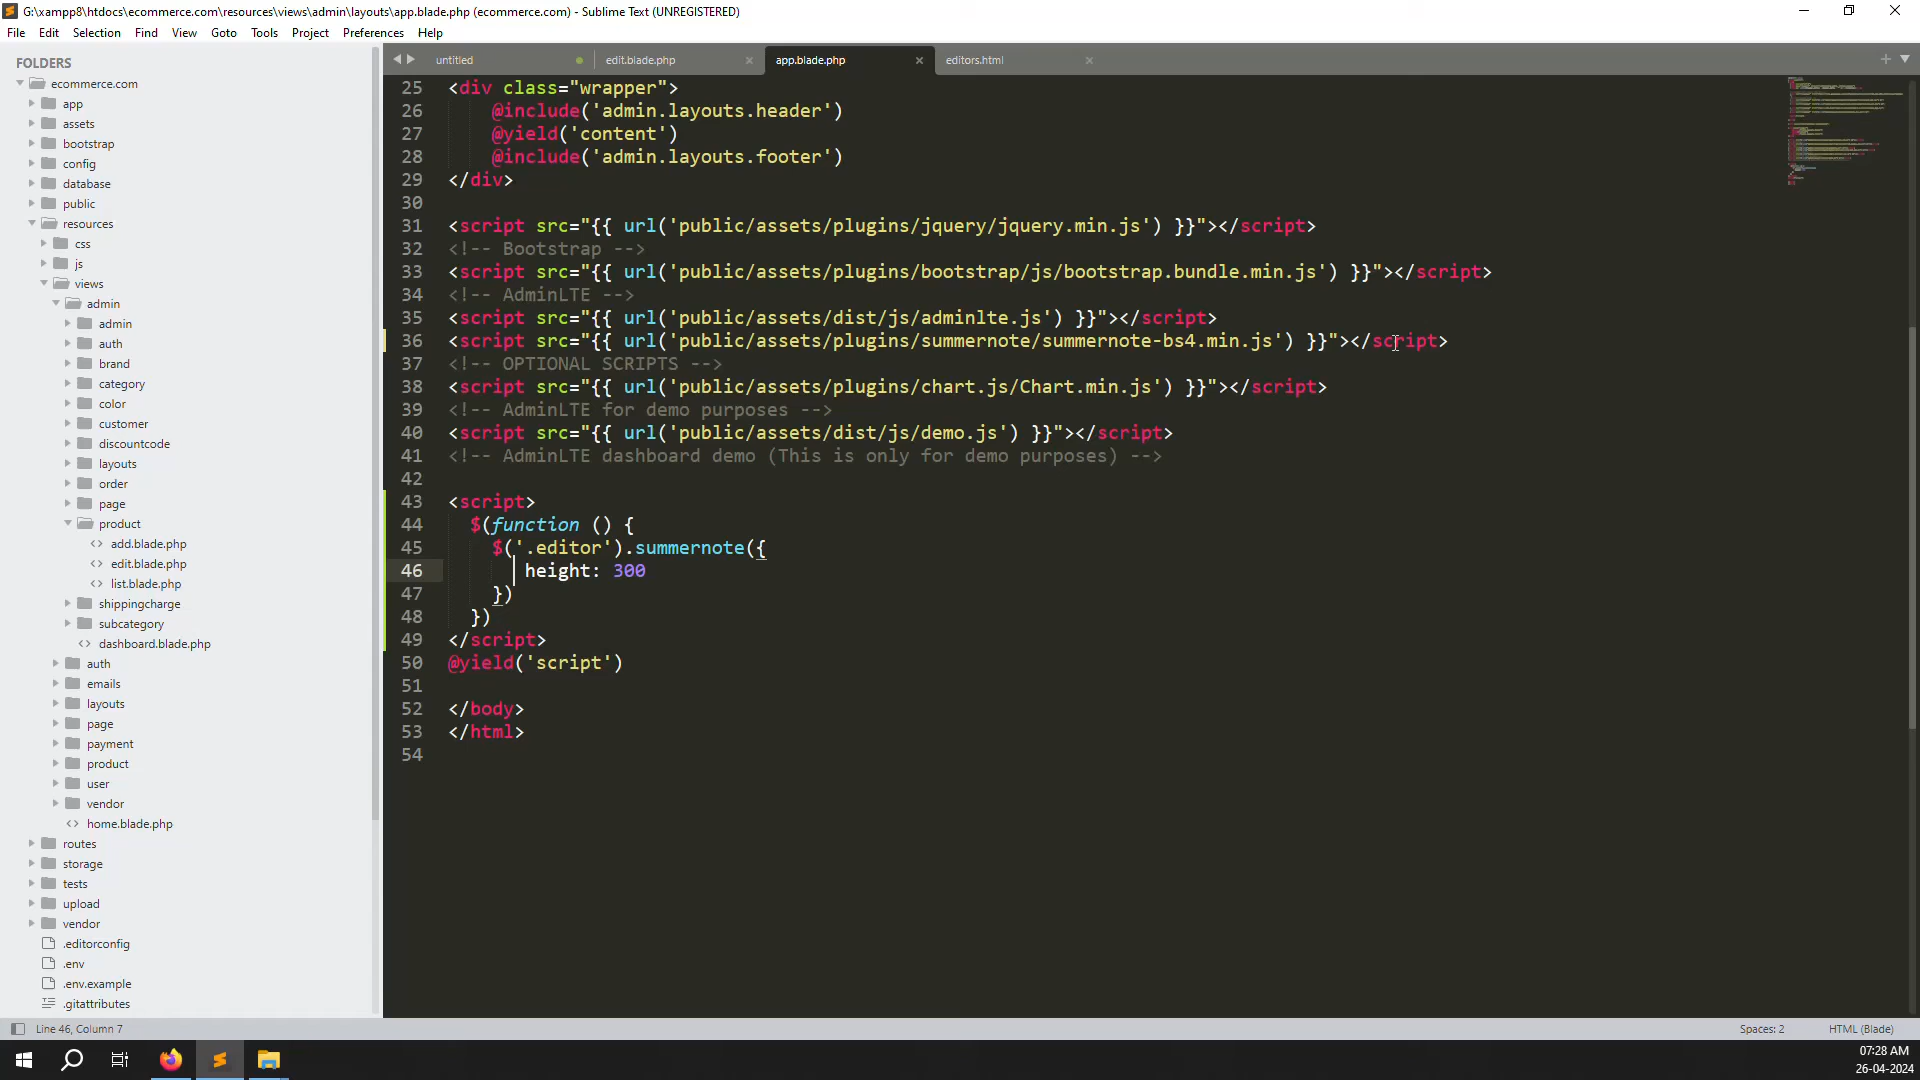 G:\xampp8\htdocs\ecommerce.com\resources\views\admin\layouts\app.blade.php (ecommerce.com) - Sublime Text (UNREGISTERED)
File Edit Selection Find View Goto Tools Project Preferences Help
FOLDERS
ecommerce.com
app
assets
bootstrap
config
database
public
resources
css
js
views
admin
admin
auth
brand
category
color
customer
discountcode
layouts
order
page
product
add.blade.php
edit.blade.php
list.blade.php
shippingcharge
subcategory
dashboard.blade.php
auth
emails
layouts
page
payment
product
user
vendor
home.blade.php
routes
storage
tests
upload
vendor
.editorconfig
.env
.env.example
.gitattributes
untitled edit.blade.php app.blade.php editors.html
25 <div class="wrapper">
26 @include('admin.layouts.header')
27 @yield('content')
28 @include('admin.layouts.footer')
29 </div>
30
31 <script src="{{ url('public/assets/plugins/jquery/jquery.min.js') }}"></script>
32 <!-- Bootstrap -->
33 <script src="{{ url('public/assets/plugins/bootstrap/js/bootstrap.bundle.min.js') }}"></script>
34 <!-- AdminLTE -->
35 <script src="{{ url('public/assets/dist/js/adminlte.js') }}"></script>
36 <script src="{{ url('public/assets/plugins/summernote/summernote-bs4.min.js') }}"></script>
37 <!-- OPTIONAL SCRIPTS -->
38 <script src="{{ url('public/assets/plugins/chart.js/Chart.min.js') }}"></script>
39 <!-- AdminLTE for demo purposes -->
40 <script src="{{ url('public/assets/dist/js/demo.js') }}"></script>
41 <!-- AdminLTE dashboard demo (This is only for demo purposes) -->
42
43 <script>
44 $(function () {
45 $('.editor').summernote({
46 height: 300
47 })
48 })
49 </script>
50 @yield('script')
51
52 </body>
53 </html>
54
Line 46, Column 7
Spaces: 2
HTML (Blade)
07:28 AM
26-04-2024